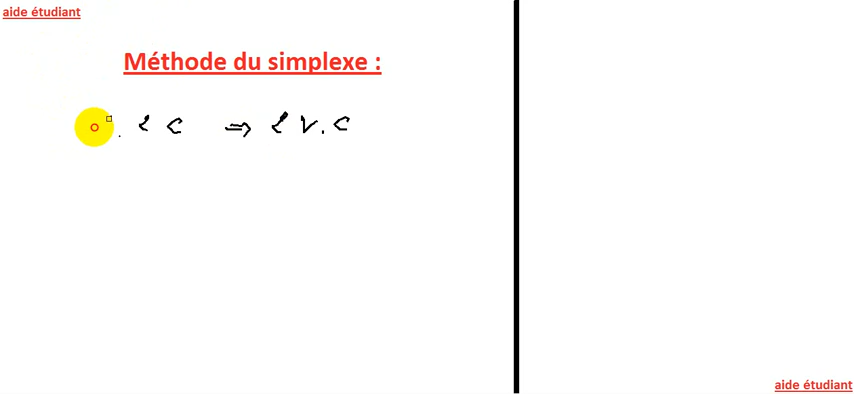 aide étudiant
Méthode du simplexe :
. l c ⇒ l v. c
aide étudiant